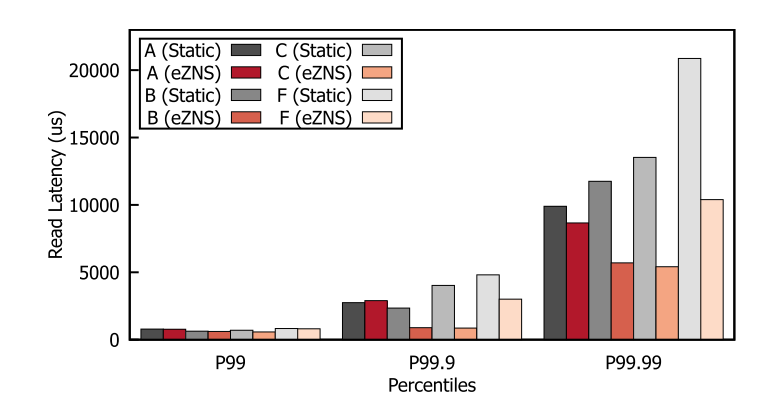 A (Static) C (Static)
A (eZNS) C (eZNS)
B (Static) F (Static)
B (eZNS) F (eZNS)
Read Latency (us)
20000
15000
10000
5000
0
P99 P99.9 P99.99
Percentiles